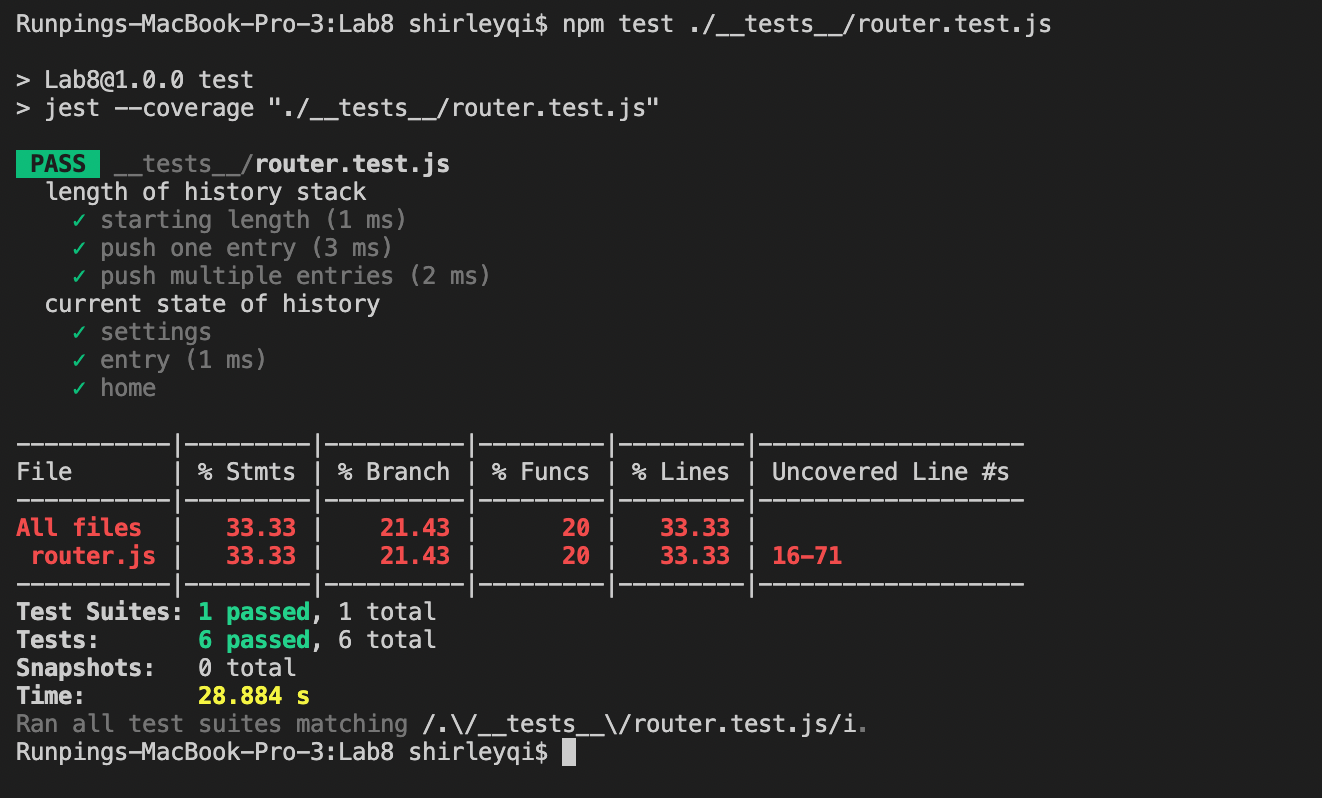 Runpings-MacBook-Pro-3:Lab8 shirleyqi$ npm test ./__tests__/router.test.js
> Lab8@1.0.0 test
> jest --coverage "./__tests__/router.test.js"
PASS __tests__/router.test.js
length of history stack
✓ starting length (1 ms)
✓ push one entry (3 ms)
✓ push multiple entries (2 ms)
current state of history
✓ settings
✓ entry (1 ms)
✓ home
-----------|---------|----------|---------|---------|-------------------
File       | % Stmts | % Branch | % Funcs | % Lines | Uncovered Line #s
-----------|---------|----------|---------|---------|-------------------
All files  |   33.33 |    21.43 |      20 |   33.33 |
 router.js |   33.33 |    21.43 |      20 |   33.33 | 16-71
-----------|---------|----------|---------|---------|-------------------
Test Suites: 1 passed, 1 total
Tests:       6 passed, 6 total
Snapshots:   0 total
Time:        28.884 s
Ran all test suites matching /.\/__tests__\/router.test.js/i.
Runpings-MacBook-Pro-3:Lab8 shirleyqi$